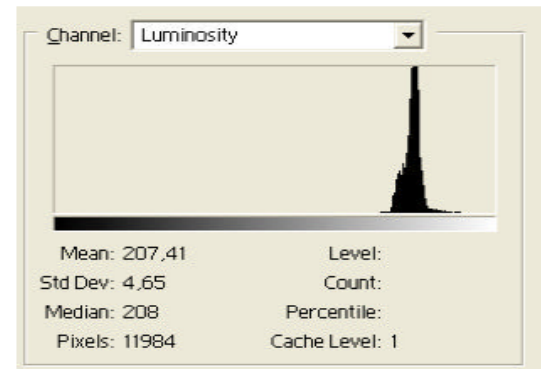 Channel: Luminosity
Mean: 207,41 Level:
Std Dev: 4,65 Count:
Median: 208 Percentile:
Pixels: 11984 Cache Level: 1